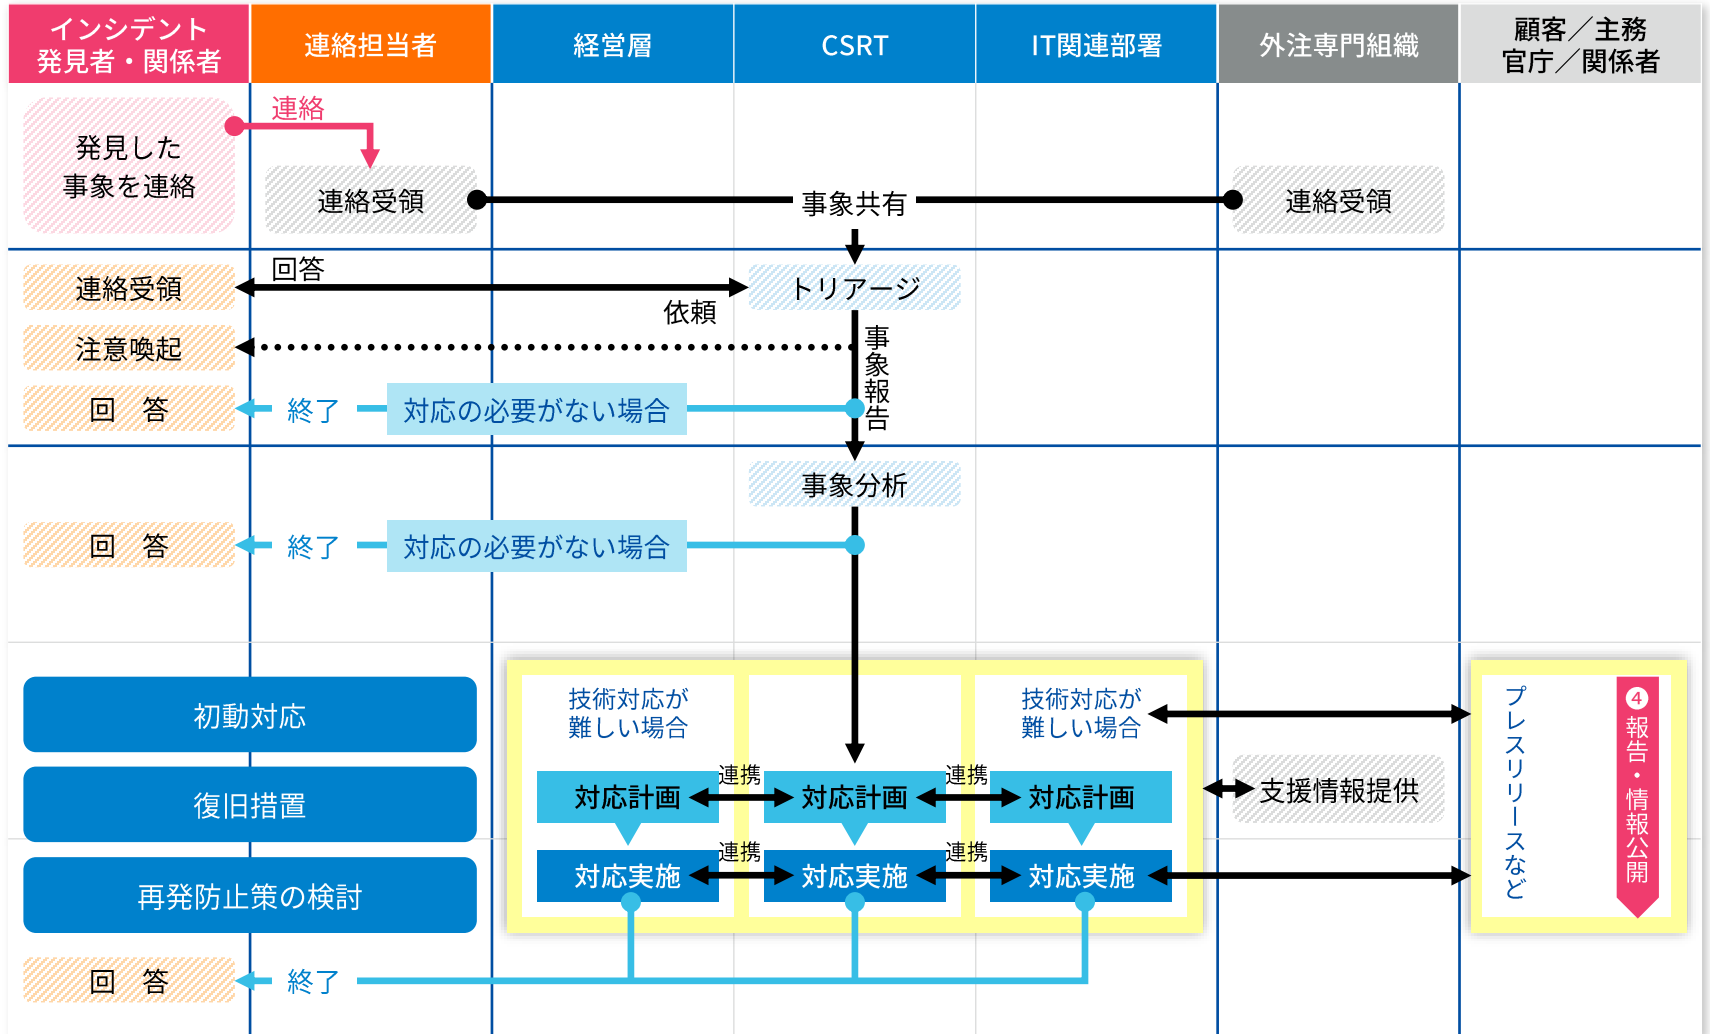 インシデント
発見者・関係者
連絡担当者
経営層
CSRT
IT関連部署
外注専門組織
顧客／主務
官庁／関係者
発見した
事象を連絡
連絡
連絡受領
事象共有
連絡受領
連絡受領
回答
トリアージ
依頼
注意喚起
事象報告
回　答
終了
対応の必要がない場合
事象分析
回　答
終了
対応の必要がない場合
初動対応
復旧措置
再発防止策の検討
技術対応が
難しい場合
技術対応が
難しい場合
対応計画
連携
対応計画
連携
対応計画
対応実施
連携
対応実施
連携
対応実施
支援情報提供
プレスリリースなど
❹報告・情報公開
回　答
終了